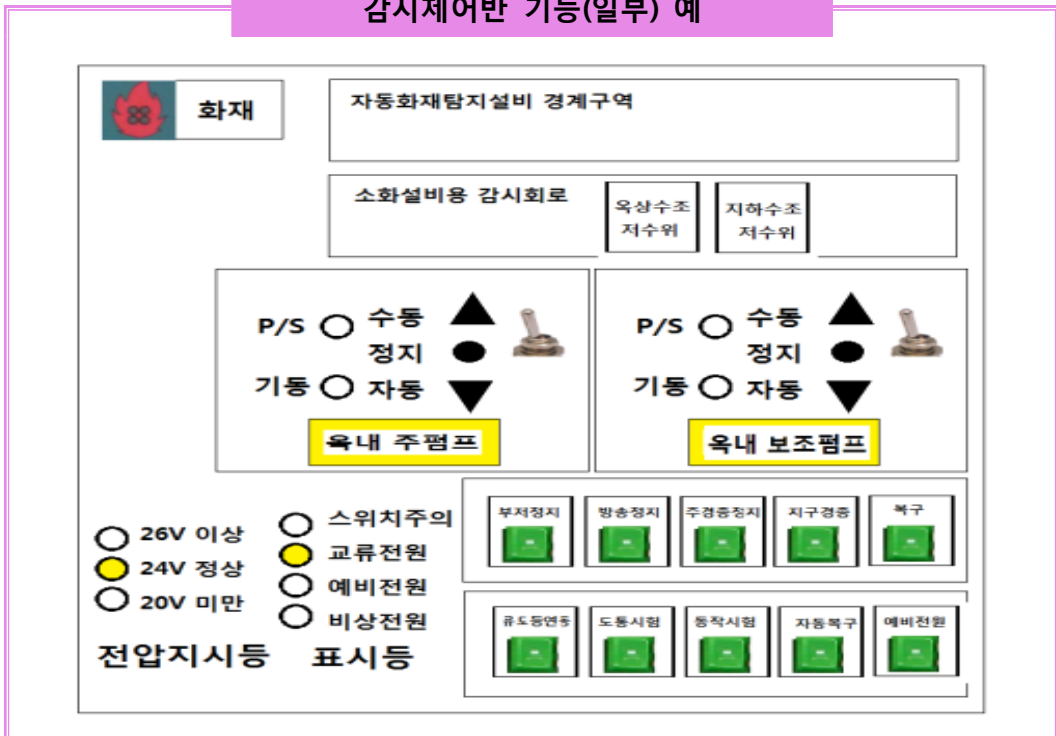 감시제어반 기능(일부) 예
화재
자동화재탐지설비 경계구역
소화설비용 감시회로
옥상수조
저수위
지하수조
저수위
P/S
수동
정지
기동
자동
옥내 주펌프
P/S
수동
정지
기동
자동
옥내 보조펌프
26V 이상
24V 정상
20V 미만
전압지시등
스위치주의
교류전원
예비전원
비상전원
표시등
부저정지
방송정지
주경종정지
지구경종
복구
유도등연동
도통시험
동작시험
자동복구
예비전원